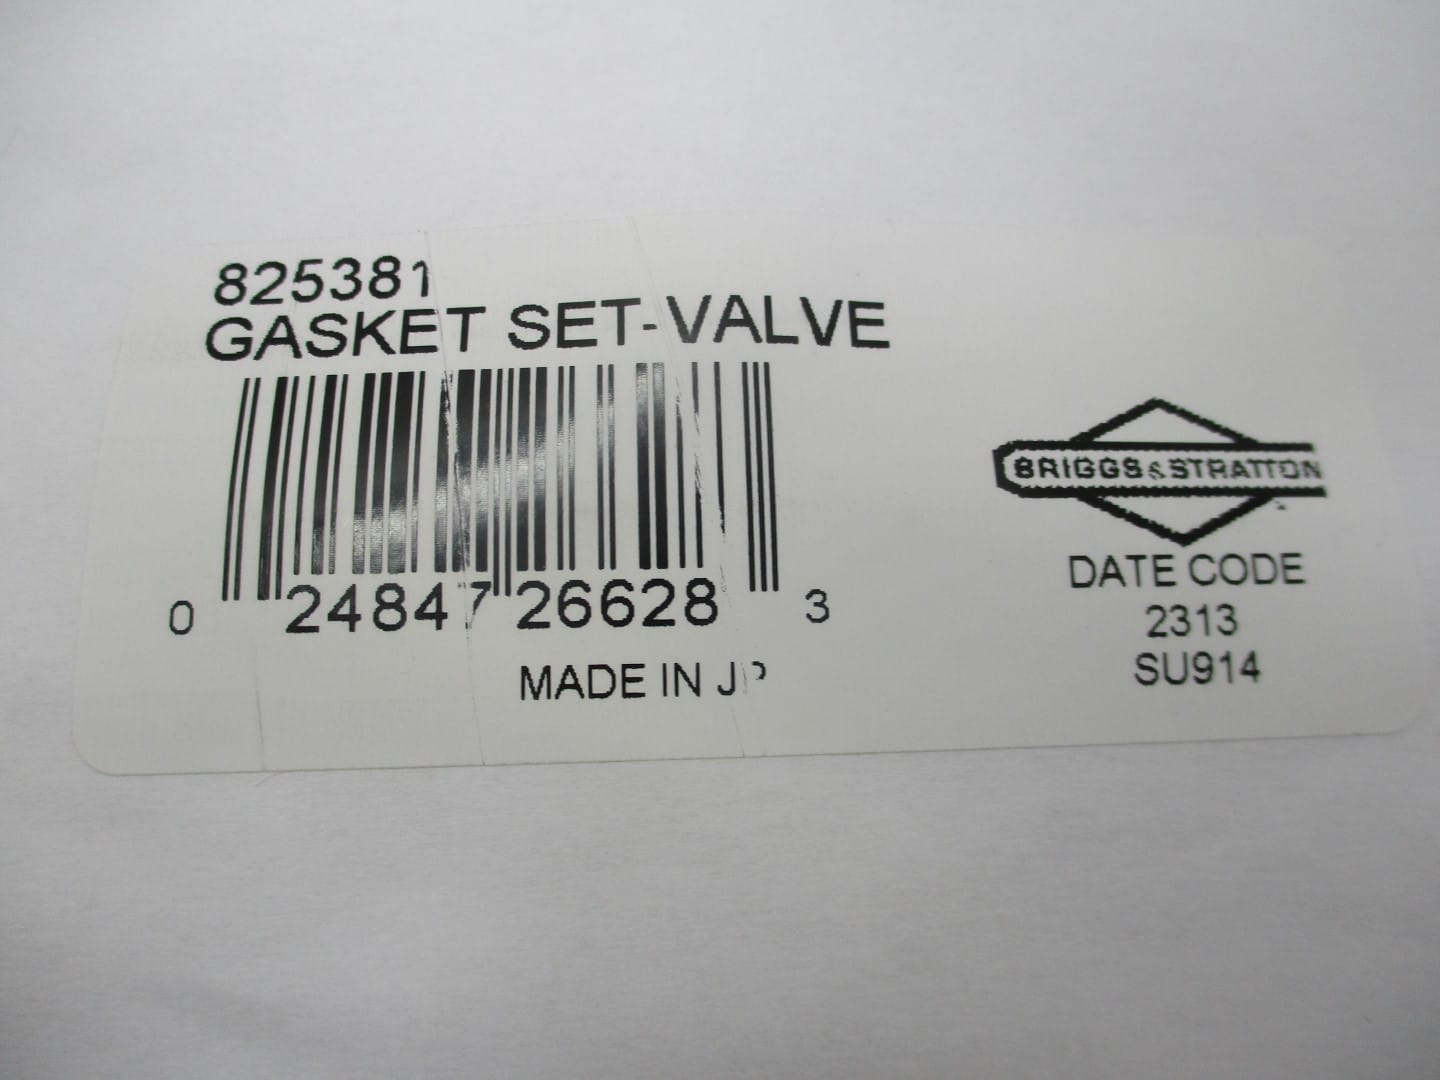 825381
GASKET SET-VALVE
0 24847 26628 3
MADE IN JP
BRIGGS & STRATTON
DATE CODE
2313
SU914